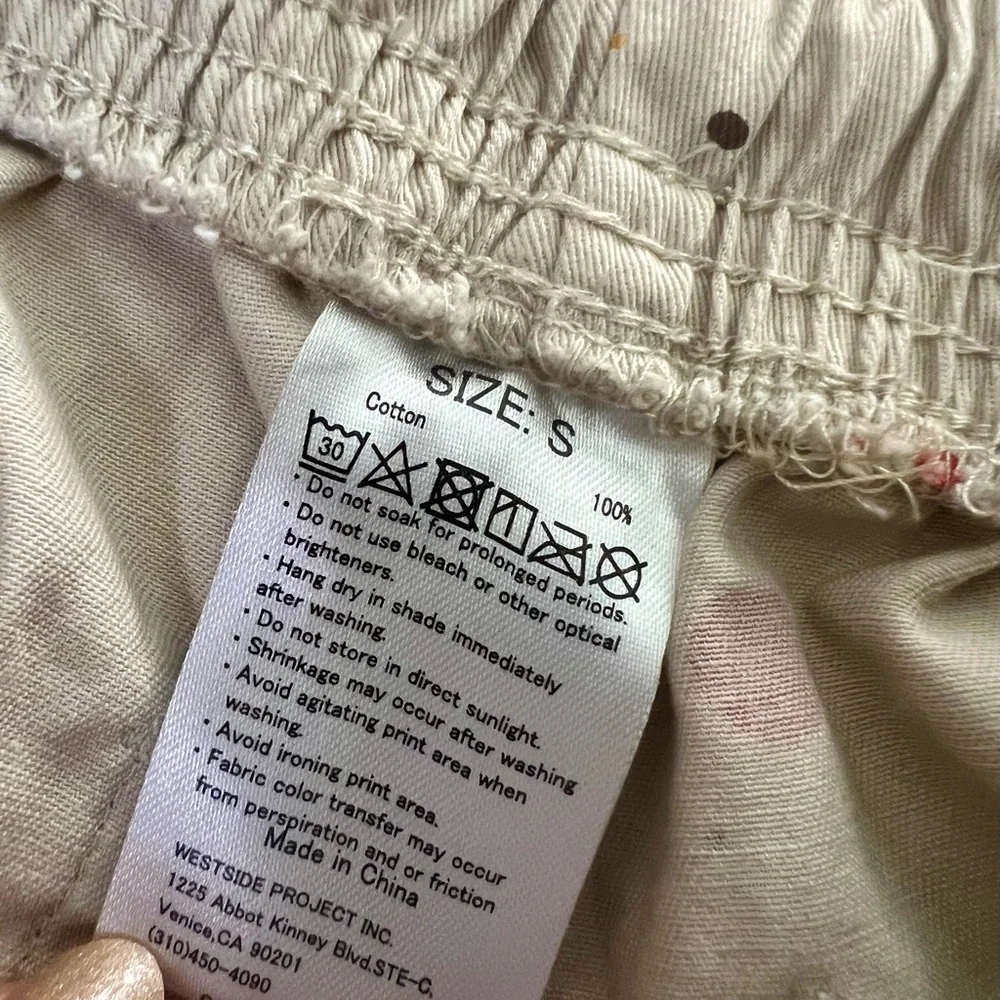 SIZE: S
Cotton 100%
30
· Do not soak for prolonged periods.
· Do not use bleach or other optical
brighteners.
· Hang dry in shade immediately
after washing.
· Do not store in direct sunlight.
· Shrinkage may occur after washing
· Avoid agitating print area when
washing.
· Avoid ironing print area.
· Fabric color transfer may occur
from perspiration and or friction
Made in China
WESTSIDE PROJECT INC.
1225 Abbot Kinney Blvd.STE-C,
Venice,CA 90201
(310)450-4090